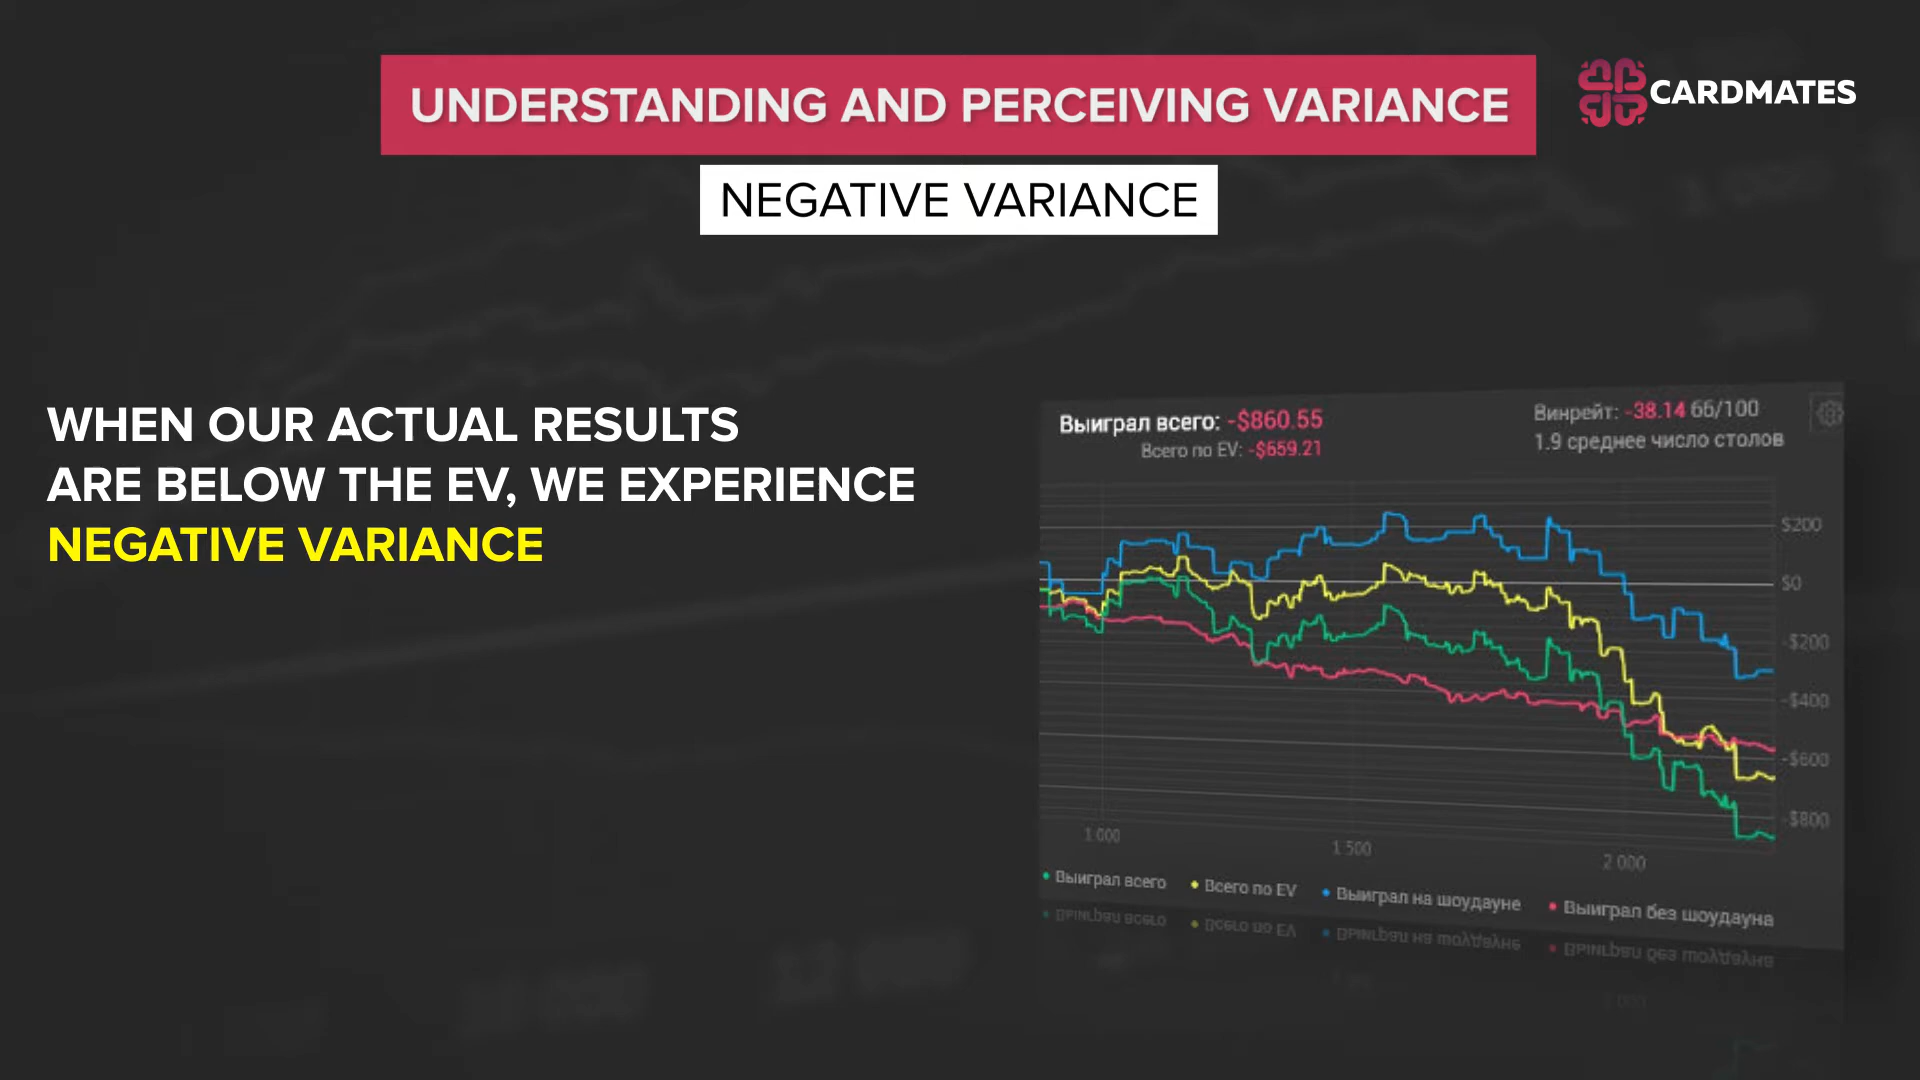 UNDERSTANDING AND PERCEIVING VARIANCE
CARDMATES
NEGATIVE VARIANCE
WHEN OUR ACTUAL RESULTS
ARE BELOW THE EV, WE EXPERIENCE
NEGATIVE VARIANCE
Выиграл всего: -$860.55
Всего по EV: -$659.21
Винрейт: -38.14 бб/100
1.9 среднее число столов
$200
$0
-$200
-$400
-$600
-$800
1 000
1 500
2 000
Выиграл всего
Всего по EV
Выиграл на шоудауне
Выиграл без шоудауна